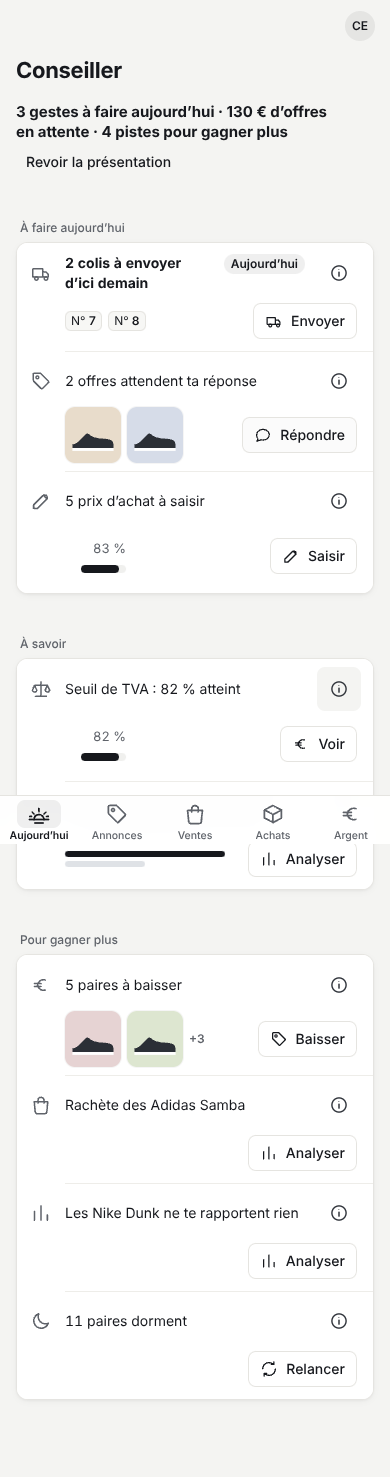 CE
Conseiller
3 gestes à faire aujourd’hui · 130 € d’offres
en attente · 4 pistes pour gagner plus
Revoir la présentation
À faire aujourd’hui
2 colis à envoyer
d’ici demain
Aujourd’hui
N° 7
N° 8
Envoyer
2 offres attendent ta réponse
Répondre
5 prix d’achat à saisir
83 %
Saisir
À savoir
Seuil de TVA : 82 % atteint
82 %
Voir
Aujourd’hui
Annonces
Ventes
Achats
Argent
Analyser
Pour gagner plus
5 paires à baisser
+3
Baisser
Rachète des Adidas Samba
Analyser
Les Nike Dunk ne te rapportent rien
Analyser
11 paires dorment
Relancer